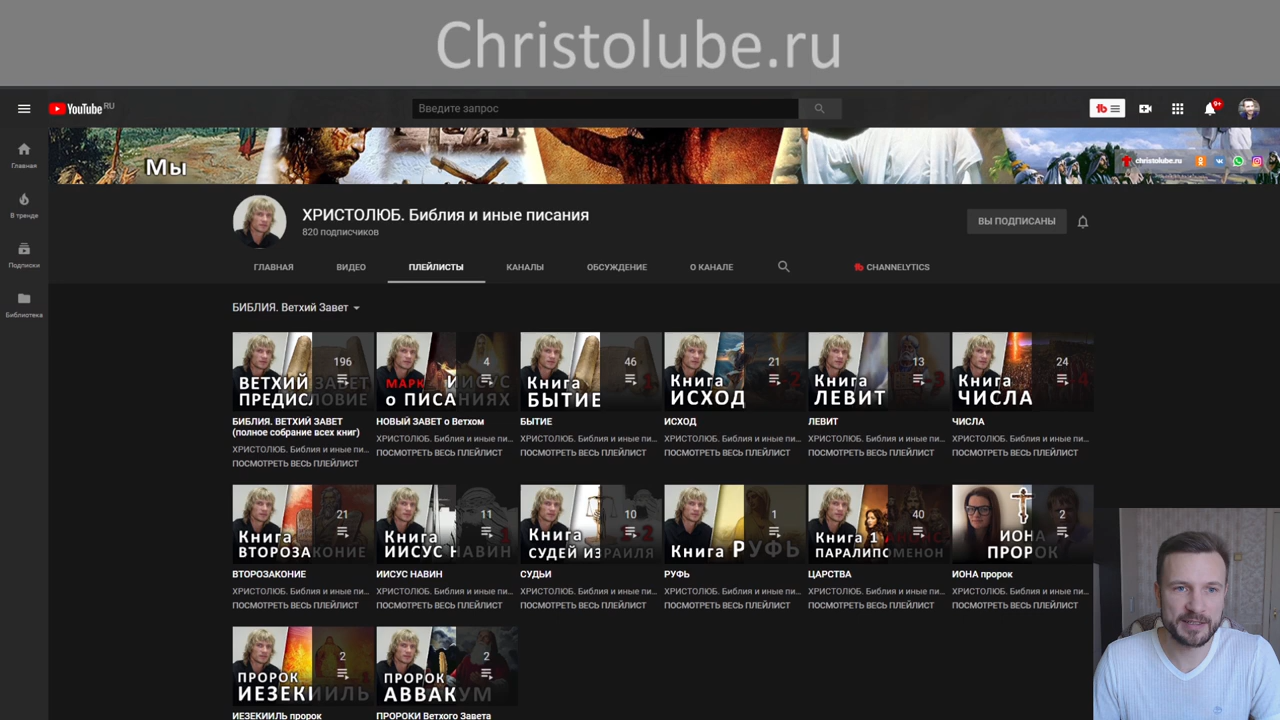 Christolube.ru
YouTube RU
Введите запрос
9+
Мы
christolube.ru
Главная
В тренде
Подписки
Библиотека
ХРИСТОЛЮБ. Библия и иные писания
820 подписчиков
ВЫ ПОДПИСАНЫ
ГЛАВНАЯ ВИДЕО ПЛЕЙЛИСТЫ КАНАЛЫ ОБСУЖДЕНИЕ О КАНАЛЕ CHANNELYTICS
БИБЛИЯ. Ветхий Завет
196 4 46 21 13 24
ВЕТХИЙ ЗАВЕТ
ПРЕДИСЛОВИЕ
МАРК И ИИСУС
о ПИСАНИЯХ
Книга
БЫТИЕ
Книга
ИСХОД
Книга
ЛЕВИТ
Книга
ЧИСЛА
БИБЛИЯ. ВЕТХИЙ ЗАВЕТ
(полное собрание всех книг)
НОВЫЙ ЗАВЕТ о Ветхом
БЫТИЕ
ИСХОД
ЛЕВИТ
ЧИСЛА
ХРИСТОЛЮБ. Библия и иные пи... ХРИСТОЛЮБ. Библия и иные пи... ХРИСТОЛЮБ. Библия и иные пи... ХРИСТОЛЮБ. Библия и иные пи... ХРИСТОЛЮБ. Библия и иные пи... ХРИСТОЛЮБ. Библия и иные пи...
ПОСМОТРЕТЬ ВЕСЬ ПЛЕЙЛИСТ ПОСМОТРЕТЬ ВЕСЬ ПЛЕЙЛИСТ ПОСМОТРЕТЬ ВЕСЬ ПЛЕЙЛИСТ ПОСМОТРЕТЬ ВЕСЬ ПЛЕЙЛИСТ ПОСМОТРЕТЬ ВЕСЬ ПЛЕЙЛИСТ ПОСМОТРЕТЬ ВЕСЬ ПЛЕЙЛИСТ
21 11 10 1 40 2
Книга
ВТОРОЗАКОНИЕ
Книга
ИИСУС НАВИН
Книга
СУДЕЙ ИЗРАИЛЯ
Книга РУФЬ
Книга 1
ПАРАЛИПОМЕНОН
ИОНА
ПРОРОК
ВТОРОЗАКОНИЕ ИИСУС НАВИН СУДЬИ РУФЬ ЦАРСТВА ИОНА пророк
ХРИСТОЛЮБ. Библия и иные пи... ХРИСТОЛЮБ. Библия и иные пи... ХРИСТОЛЮБ. Библия и иные пи... ХРИСТОЛЮБ. Библия и иные пи... ХРИСТОЛЮБ. Библия и иные пи... ХРИСТОЛЮБ. Библия и иные пи...
ПОСМОТРЕТЬ ВЕСЬ ПЛЕЙЛИСТ ПОСМОТРЕТЬ ВЕСЬ ПЛЕЙЛИСТ ПОСМОТРЕТЬ ВЕСЬ ПЛЕЙЛИСТ ПОСМОТРЕТЬ ВЕСЬ ПЛЕЙЛИСТ ПОСМОТРЕТЬ ВЕСЬ ПЛЕЙЛИСТ ПОСМОТРЕТЬ ВЕСЬ ПЛЕЙЛИСТ
2 2
ПРОРОК
ИЕЗЕКИИЛЬ
ПРОРОК
АВВАКУМ
ИЕЗЕКИИЛЬ пророк ПРОРОКИ Ветхого Завета